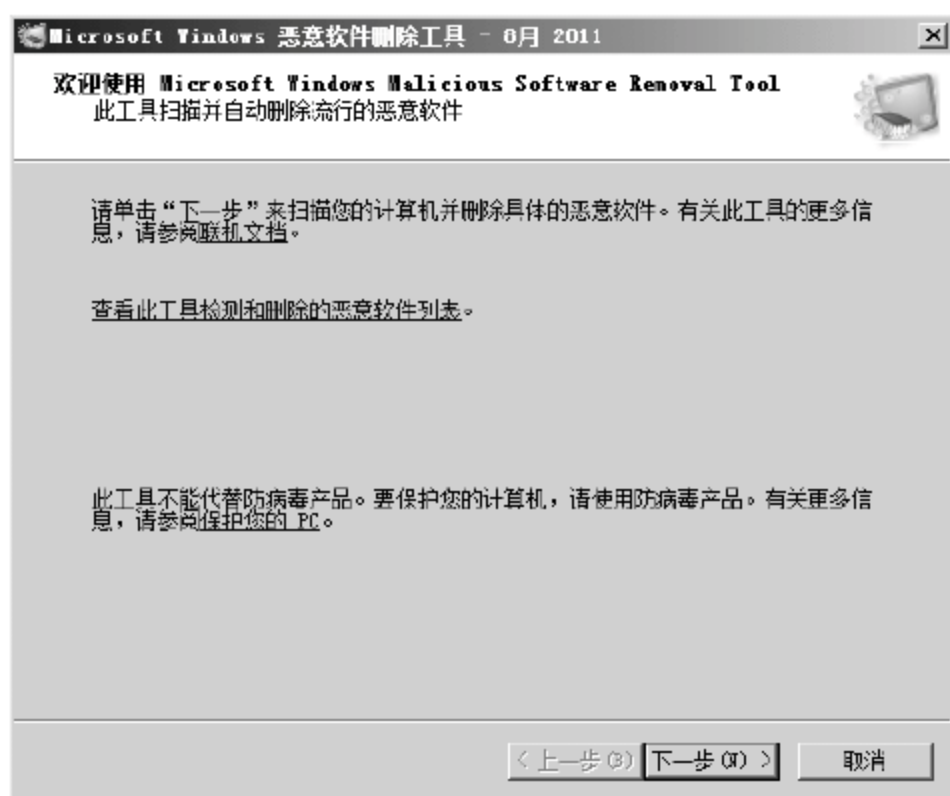 Microsoft Windows 恶意软件删除工具 - 8月 2011
欢迎使用 Microsoft Windows Malicious Software Removal Tool
此工具扫描并自动删除流行的恶意软件
请单击“下一步”来扫描您的计算机并删除具体的恶意软件。有关此工具的更多信
息，请参阅联机文档。
查看此工具检测和删除的恶意软件列表。
此工具不能代替防病毒产品。要保护您的计算机，请使用防病毒产品。有关更多信
息，请参阅保护您的 PC。
< 上一步(B) 下一步(N) > 取消